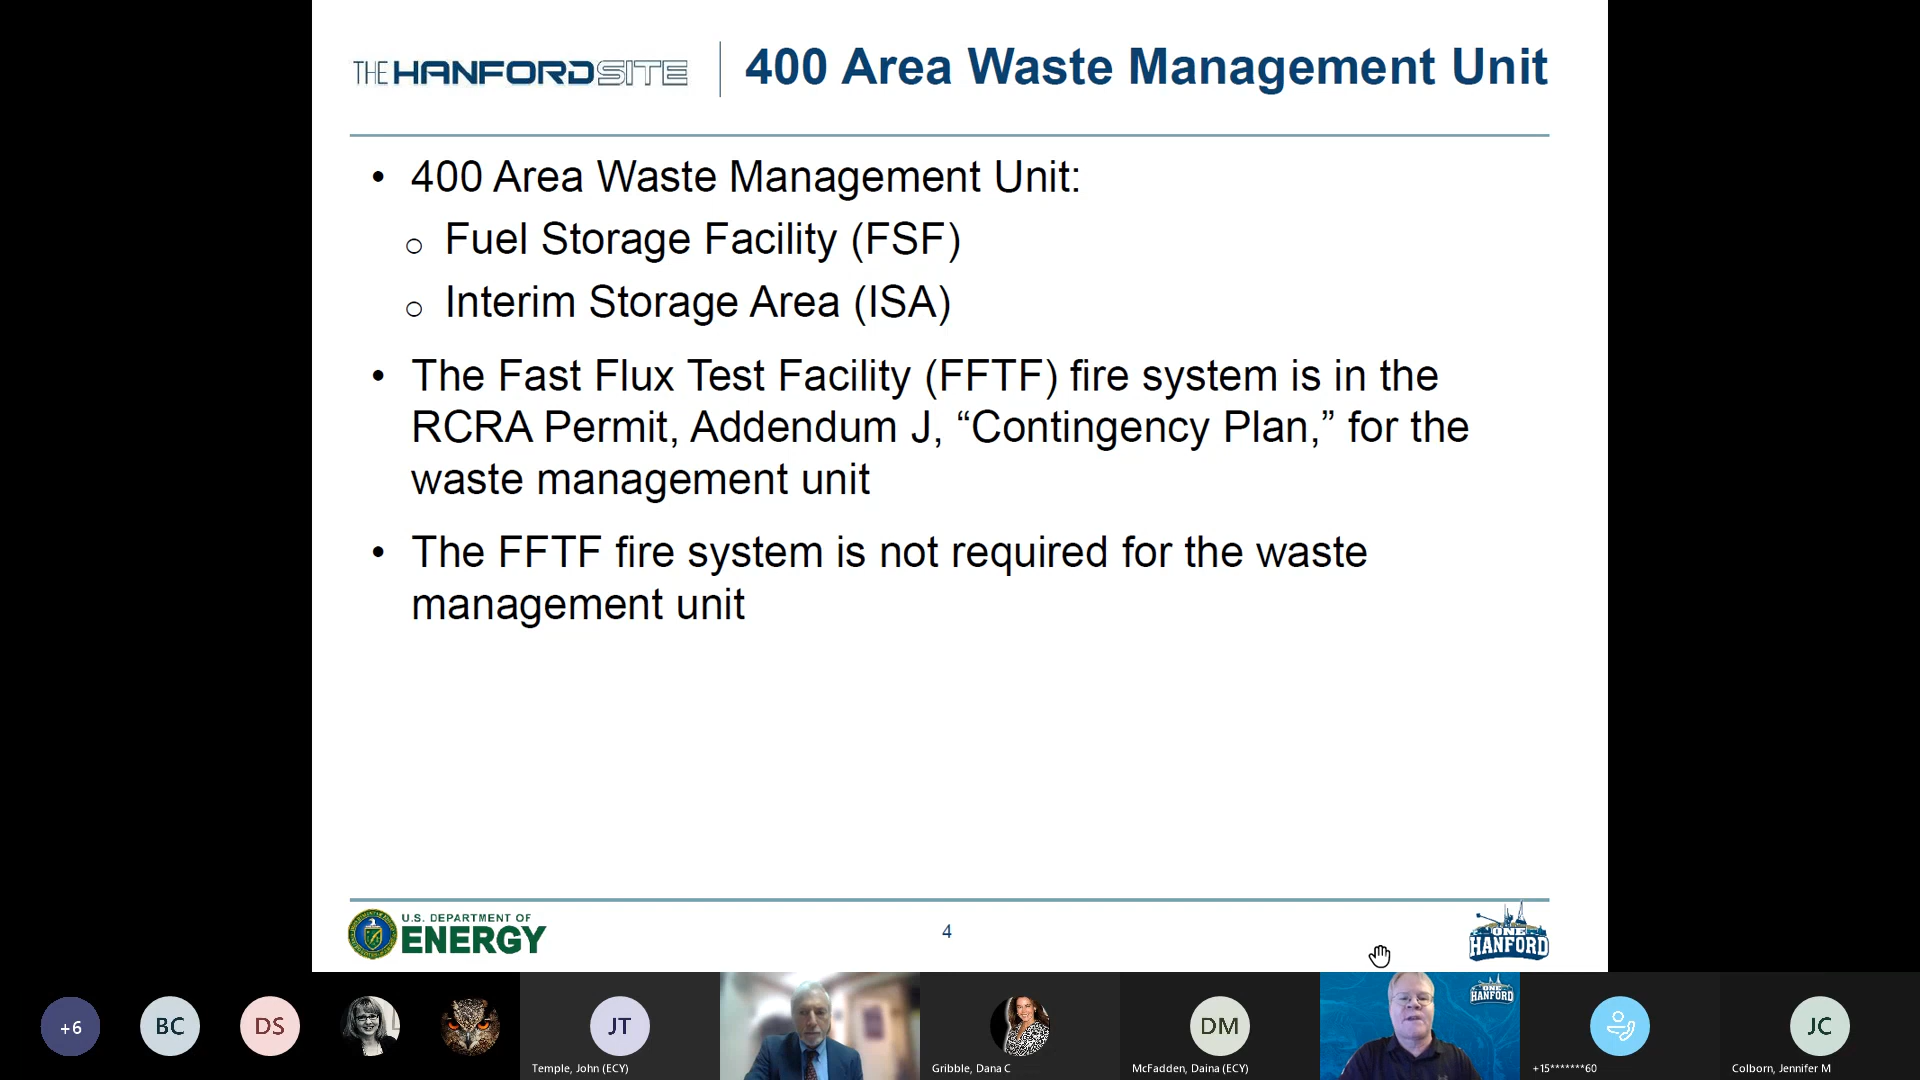 THE HANFORD SITE
400 Area Waste Management Unit
• 400 Area Waste Management Unit:
o Fuel Storage Facility (FSF)
o Interim Storage Area (ISA)
• The Fast Flux Test Facility (FFTF) fire system is in the
RCRA Permit, Addendum J, “Contingency Plan,” for the
waste management unit
• The FFTF fire system is not required for the waste
management unit
U.S. DEPARTMENT OF
ENERGY
4
ONE
HANFORD
+6
BC
DS
JT
Temple, John (ECY)
Gribble, Dana C
DM
McFadden, Daina (ECY)
ONE
HANFORD
+15*******60
JC
Colborn, Jennifer M